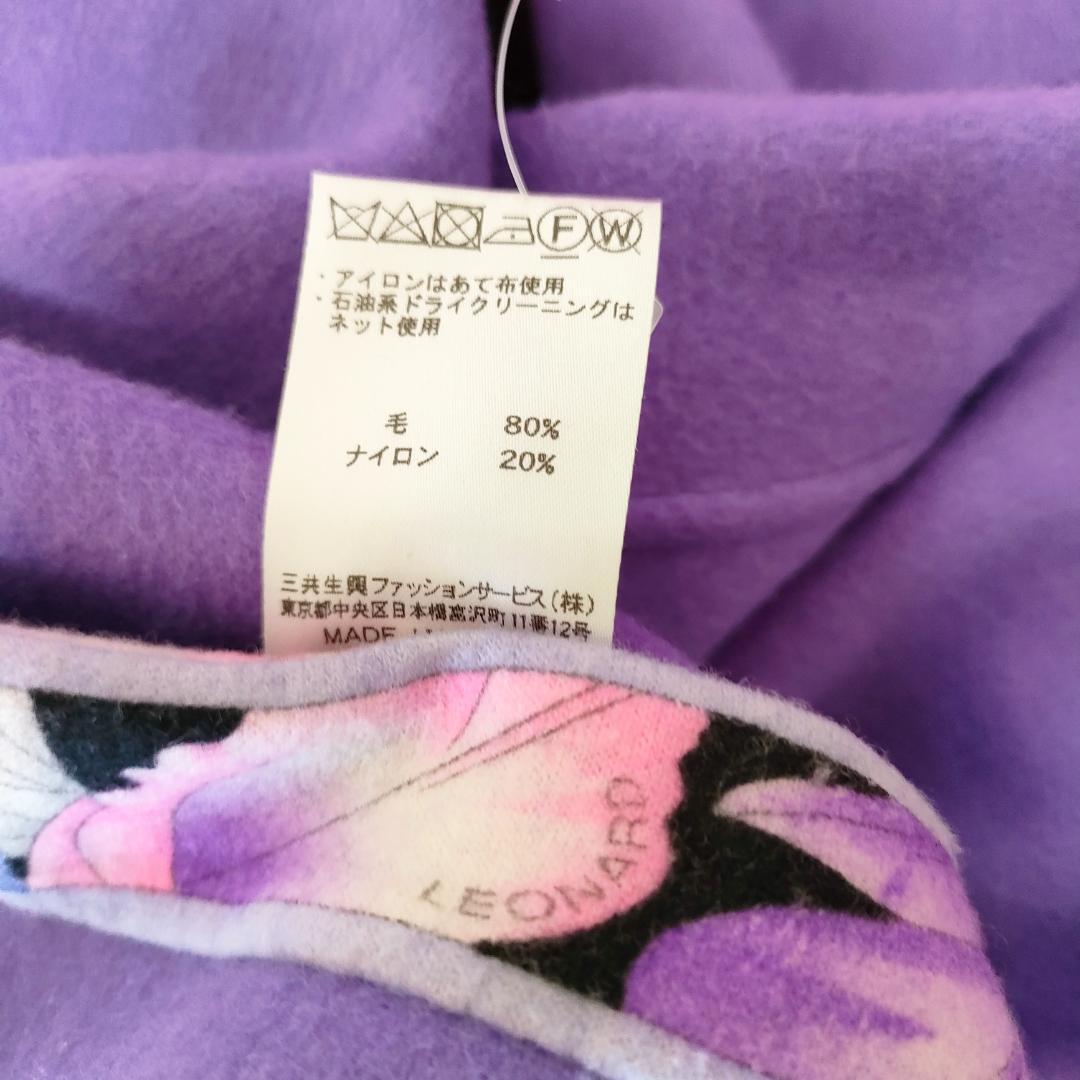 F W
・アイロンはあて布使用
・石油系ドライクリーニングは
ネット使用
毛 80%
ナイロン 20%
三共生興ファッションサービス(株)
東京都中央区日本橋富沢町11番12号
MADE
LEONARD